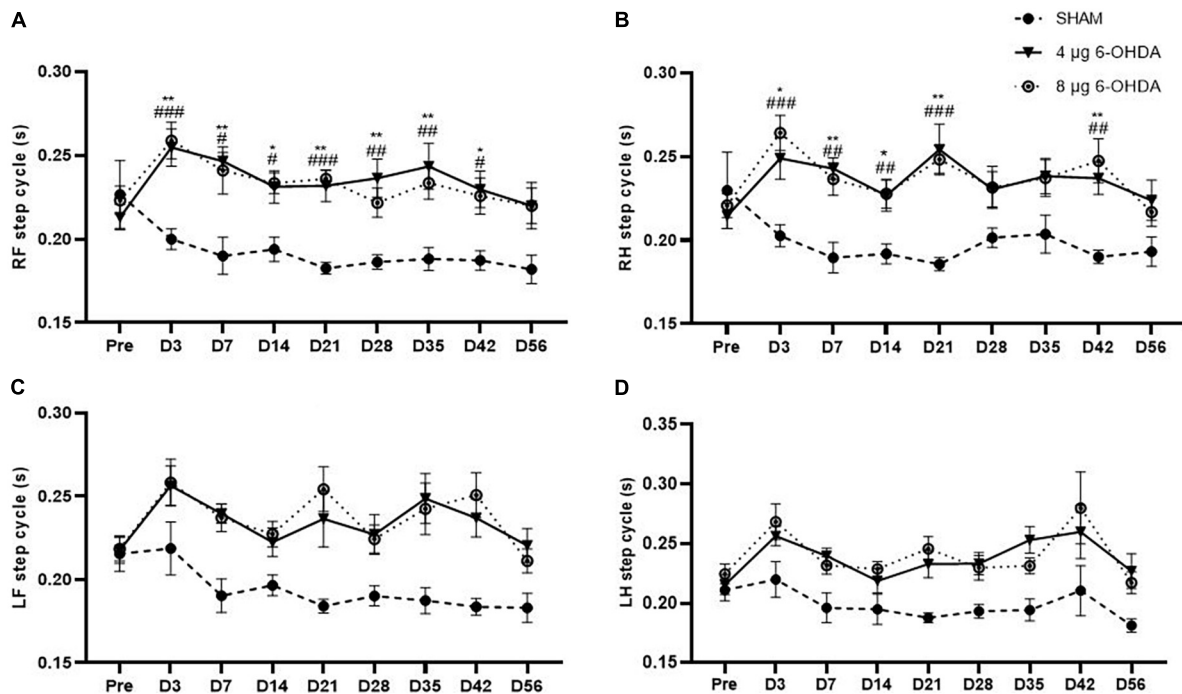 A
B
SHAM
4 µg 6-OHDA
8 µg 6-OHDA
RF step cycle (s)
0.30
0.25
0.20
0.15
** ** * ** ** ** *
### # # ### ## ## #
Pre D3 D7 D14 D21 D28 D35 D42 D56
RH step cycle (s)
0.30
0.25
0.20
0.15
* ** * ** **
### ## ## ### ##
Pre D3 D7 D14 D21 D28 D35 D42 D56
C
D
LF step cycle (s)
0.30
0.25
0.20
0.15
Pre D3 D7 D14 D21 D28 D35 D42 D56
LH step cycle (s)
0.35
0.30
0.25
0.20
0.15
Pre D3 D7 D14 D21 D28 D35 D42 D56